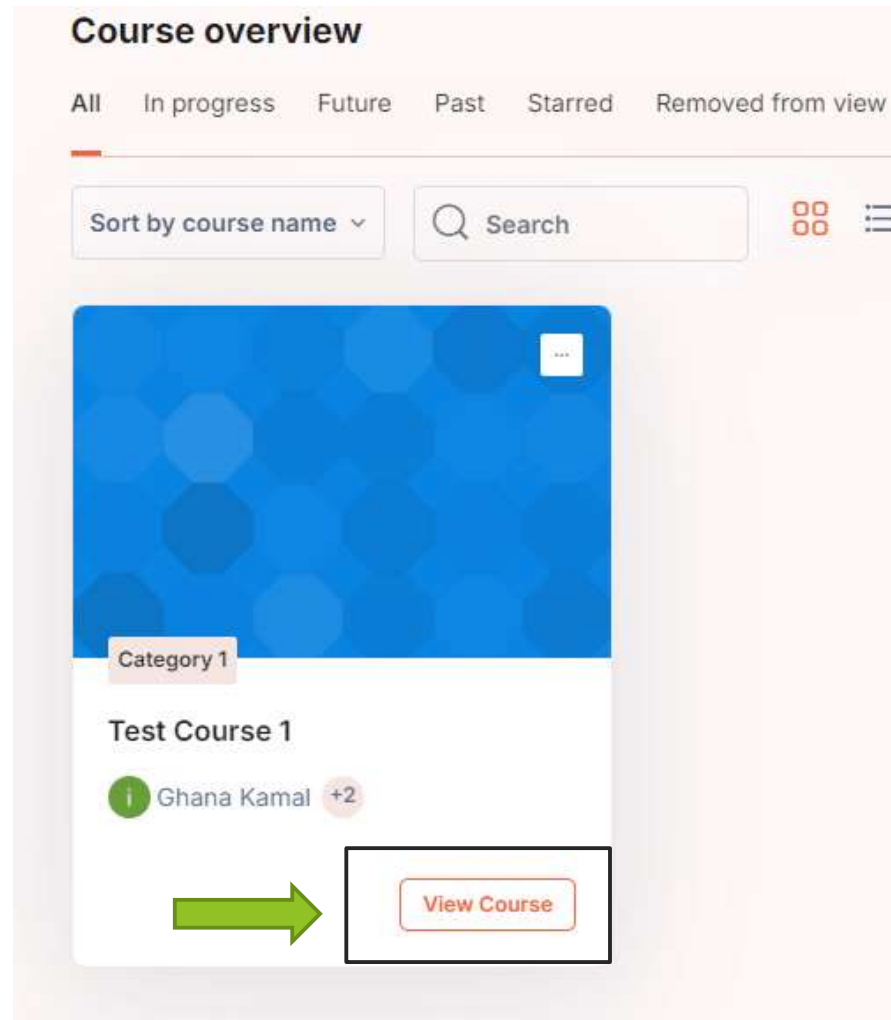 Course overview
All In progress Future Past Starred Removed from view
Sort by course name Search
...
Category 1
Test Course 1
i Ghana Kamal +2
View Course